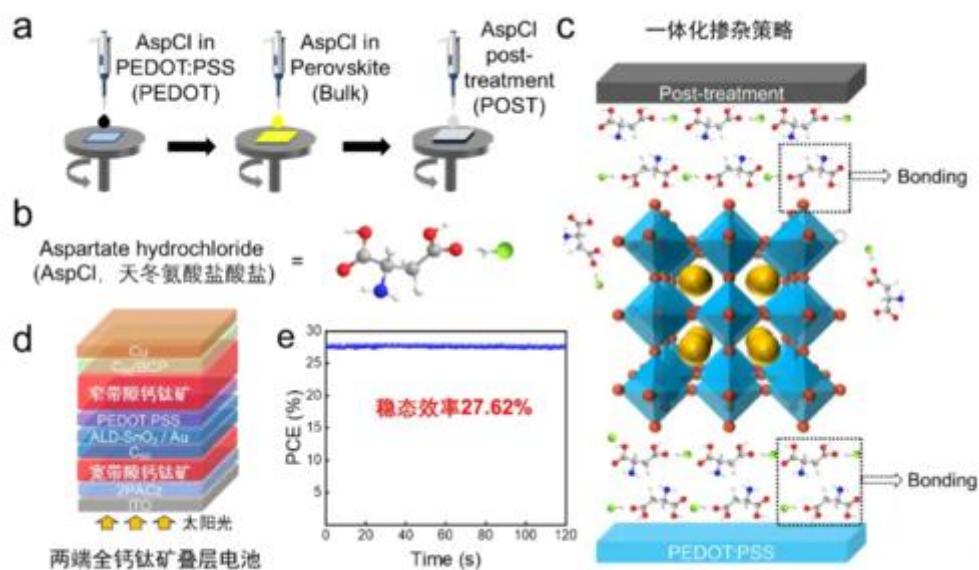 a
AspCl in
PEDOT:PSS
(PEDOT)
AspCl in
Perovskite
(Bulk)
AspCl
post-
treatment
(POST)
b
Aspartate hydrochloride
(AspCl, 天冬氨酸盐酸盐)
=
c
一体化掺杂策略
Post-treatment
Bonding
Bonding
PEDOT:PSS
d
Cu
C60/BCP
窄带隙钙钛矿
PEDOT PSS
ALD-SnO₂ / Au
C₆₀
宽带隙钙钛矿
2PACz
ITO
太阳光
两端全钙钛矿叠层电池
e
30
25
20
15
10
5
PCE (%)
稳态效率27.62%
0 20 40 60 80 100 120
Time (s)